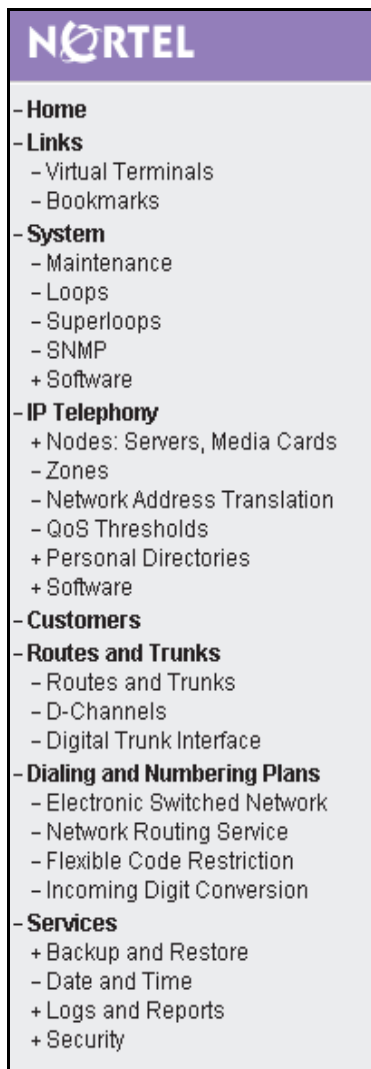 NORTEL
– Home
– Links
– Virtual Terminals
– Bookmarks
– System
– Maintenance
– Loops
– Superloops
– SNMP
+ Software
– IP Telephony
+ Nodes: Servers, Media Cards
– Zones
– Network Address Translation
– QoS Thresholds
+ Personal Directories
+ Software
– Customers
– Routes and Trunks
– Routes and Trunks
– D-Channels
– Digital Trunk Interface
– Dialing and Numbering Plans
– Electronic Switched Network
– Network Routing Service
– Flexible Code Restriction
– Incoming Digit Conversion
– Services
+ Backup and Restore
– Date and Time
+ Logs and Reports
+ Security